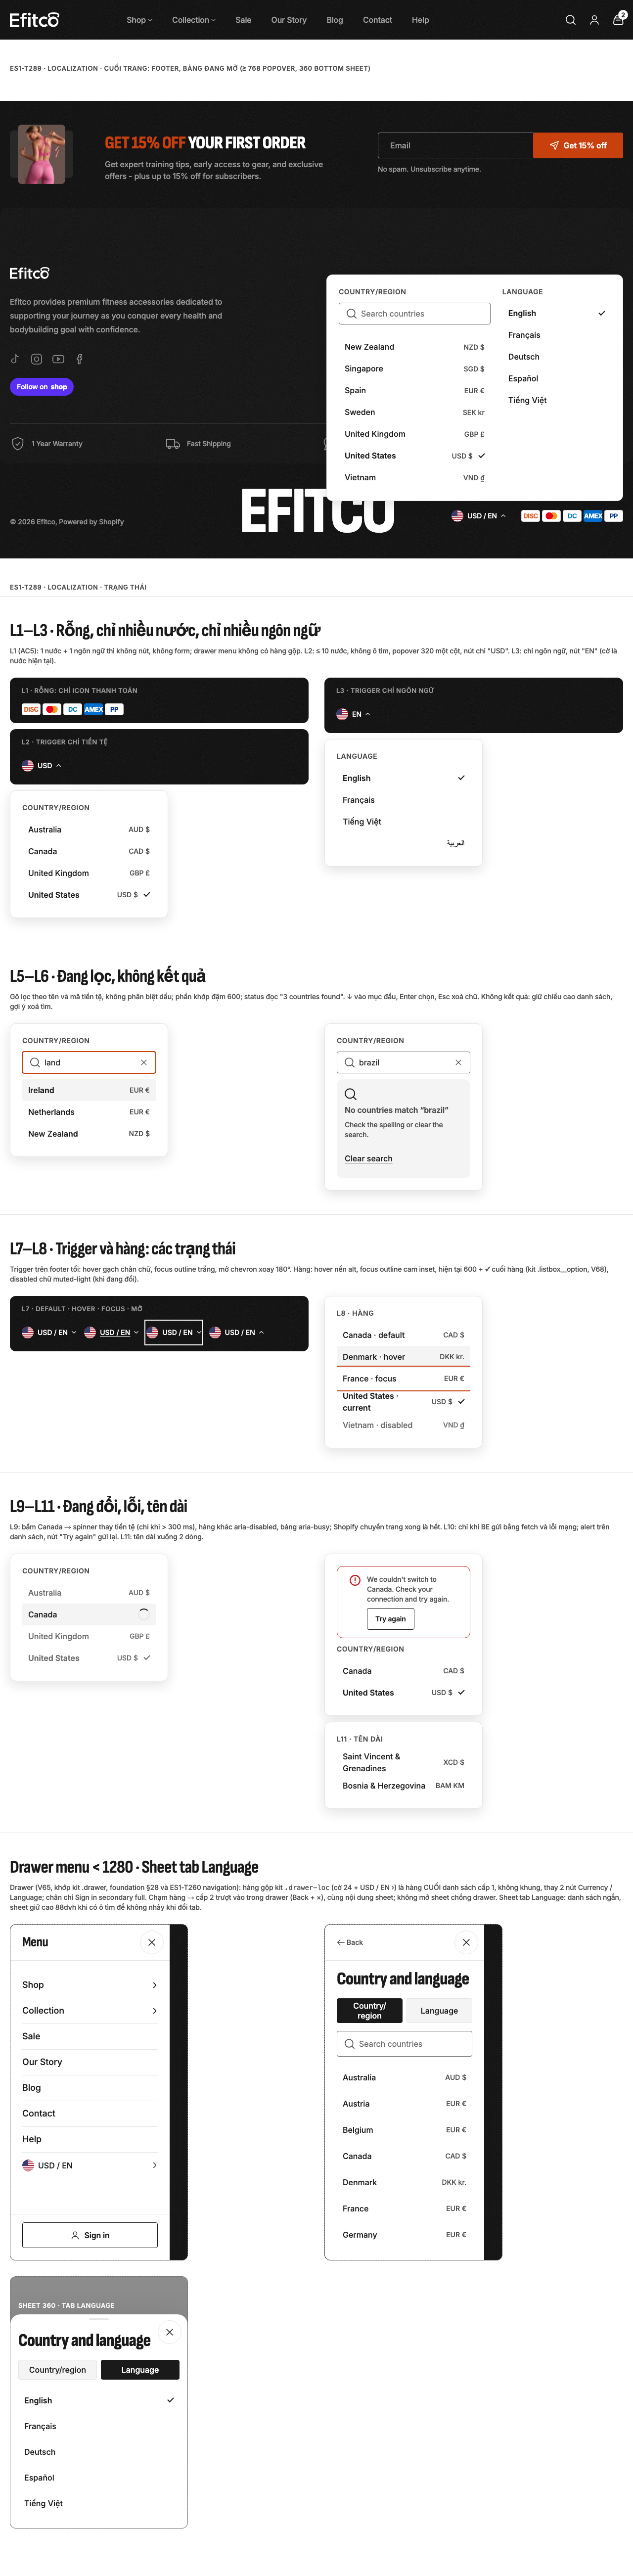 Efitco
Shop Collection Sale Our Story Blog Contact Help
2
ES1-T289 · LOCALIZATION · CUỐI TRANG: FOOTER, BẢNG ĐANG MỞ (≥ 768 POPOVER, 360 BOTTOM SHEET)
GET 15% OFF YOUR FIRST ORDER
Get expert training tips, early access to gear, and exclusive
offers - plus up to 15% off for subscribers.
Email
Get 15% off
No spam. Unsubscribe anytime.
Efitco
Efitco provides premium fitness accessories dedicated to
supporting your journey as you conquer every health and
bodybuilding goal with confidence.
Follow on shop
1 Year Warranty
Fast Shipping
COUNTRY/REGION
Search countries
New Zealand NZD $
Singapore SGD $
Spain EUR €
Sweden SEK kr
United Kingdom GBP £
United States USD $
Vietnam VND ₫
LANGUAGE
English
Français
Deutsch
Español
Tiếng Việt
© 2026 Efitco, Powered by Shopify
EFITCO
USD / EN
DISC DC AMEX PP
ES1-T289 · LOCALIZATION · TRẠNG THÁI
L1–L3 · Rỗng, chỉ nhiều nước, chỉ nhiều ngôn ngữ
L1 (AC5): 1 nước + 1 ngôn ngữ thì không nút, không form; drawer menu không có hàng gộp. L2: ≤ 10 nước, không ô tìm, popover 320 một cột, nút chỉ "USD". L3: chỉ ngôn ngữ, nút "EN" (cờ là
nước hiện tại).
L1 · RỖNG: CHỈ ICON THANH TOÁN
DISC DC AMEX PP
L2 · TRIGGER CHỈ TIỀN TỆ
USD
COUNTRY/REGION
Australia AUD $
Canada CAD $
United Kingdom GBP £
United States USD $
L3 · TRIGGER CHỈ NGÔN NGỮ
EN
LANGUAGE
English
Français
Tiếng Việt
العربية
L5–L6 · Đang lọc, không kết quả
Gõ lọc theo tên và mã tiền tệ, không phân biệt dấu; phần khớp đậm 600; status đọc "3 countries found". ↓ vào mục đầu, Enter chọn, Esc xoá chữ. Không kết quả: giữ chiều cao danh sách,
gợi ý xoá tìm.
COUNTRY/REGION
land
Ireland EUR €
Netherlands EUR €
New Zealand NZD $
COUNTRY/REGION
brazil
No countries match “brazil”
Check the spelling or clear the
search.
Clear search
L7–L8 · Trigger và hàng: các trạng thái
Trigger trên footer tối: hover gạch chân chữ, focus outline trắng, mở chevron xoay 180°. Hàng: hover nền alt, focus outline cam inset, hiện tại 600 + ✓ cuối hàng (kit .listbox__option, V68),
disabled chữ muted-light (khi đang đổi).
L7 · DEFAULT · HOVER · FOCUS · MỞ
USD / EN USD / EN USD / EN USD / EN
L8 · HÀNG
Canada · default CAD $
Denmark · hover DKK kr.
France · focus EUR €
United States ·
current USD $
Vietnam · disabled VND ₫
L9–L11 · Đang đổi, lỗi, tên dài
L9: bấm Canada → spinner thay tiền tệ (chỉ khi > 300 ms), hàng khác aria-disabled, bảng aria-busy; Shopify chuyển trang xong là hết. L10: chỉ khi BE gửi bằng fetch và lỗi mạng; alert trên
danh sách, nút "Try again" gửi lại. L11: tên dài xuống 2 dòng.
COUNTRY/REGION
Australia AUD $
Canada
United Kingdom GBP £
United States USD $
We couldn't switch to
Canada. Check your
connection and try again.
Try again
COUNTRY/REGION
Canada CAD $
United States USD $
L11 · TÊN DÀI
Saint Vincent &
Grenadines XCD $
Bosnia & Herzegovina BAM KM
Drawer menu < 1280 · Sheet tab Language
Drawer (V65, khớp kit .drawer, foundation §28 và ES1-T260 navigation): hàng gộp kit .drawer-loc (cờ 24 + USD / EN ›) là hàng CUỐI danh sách cấp 1, không khung, thay 2 nút Currency /
Language; chân chỉ Sign in secondary full. Chạm hàng → cấp 2 trượt vào trong drawer (Back + ×), cùng nội dung sheet; không mở sheet chồng drawer. Sheet tab Language: danh sách ngắn,
sheet giữ cao 88dvh khi có ô tìm để không nhảy khi đổi tab.
Menu
Shop
Collection
Sale
Our Story
Blog
Contact
Help
USD / EN
Sign in
Back
Country and language
Country/
region
Language
Search countries
Australia AUD $
Austria EUR €
Belgium EUR €
Canada CAD $
Denmark DKK kr.
France EUR €
Germany EUR €
SHEET 360 · TAB LANGUAGE
Country and language
Country/region Language
English
Français
Deutsch
Español
Tiếng Việt